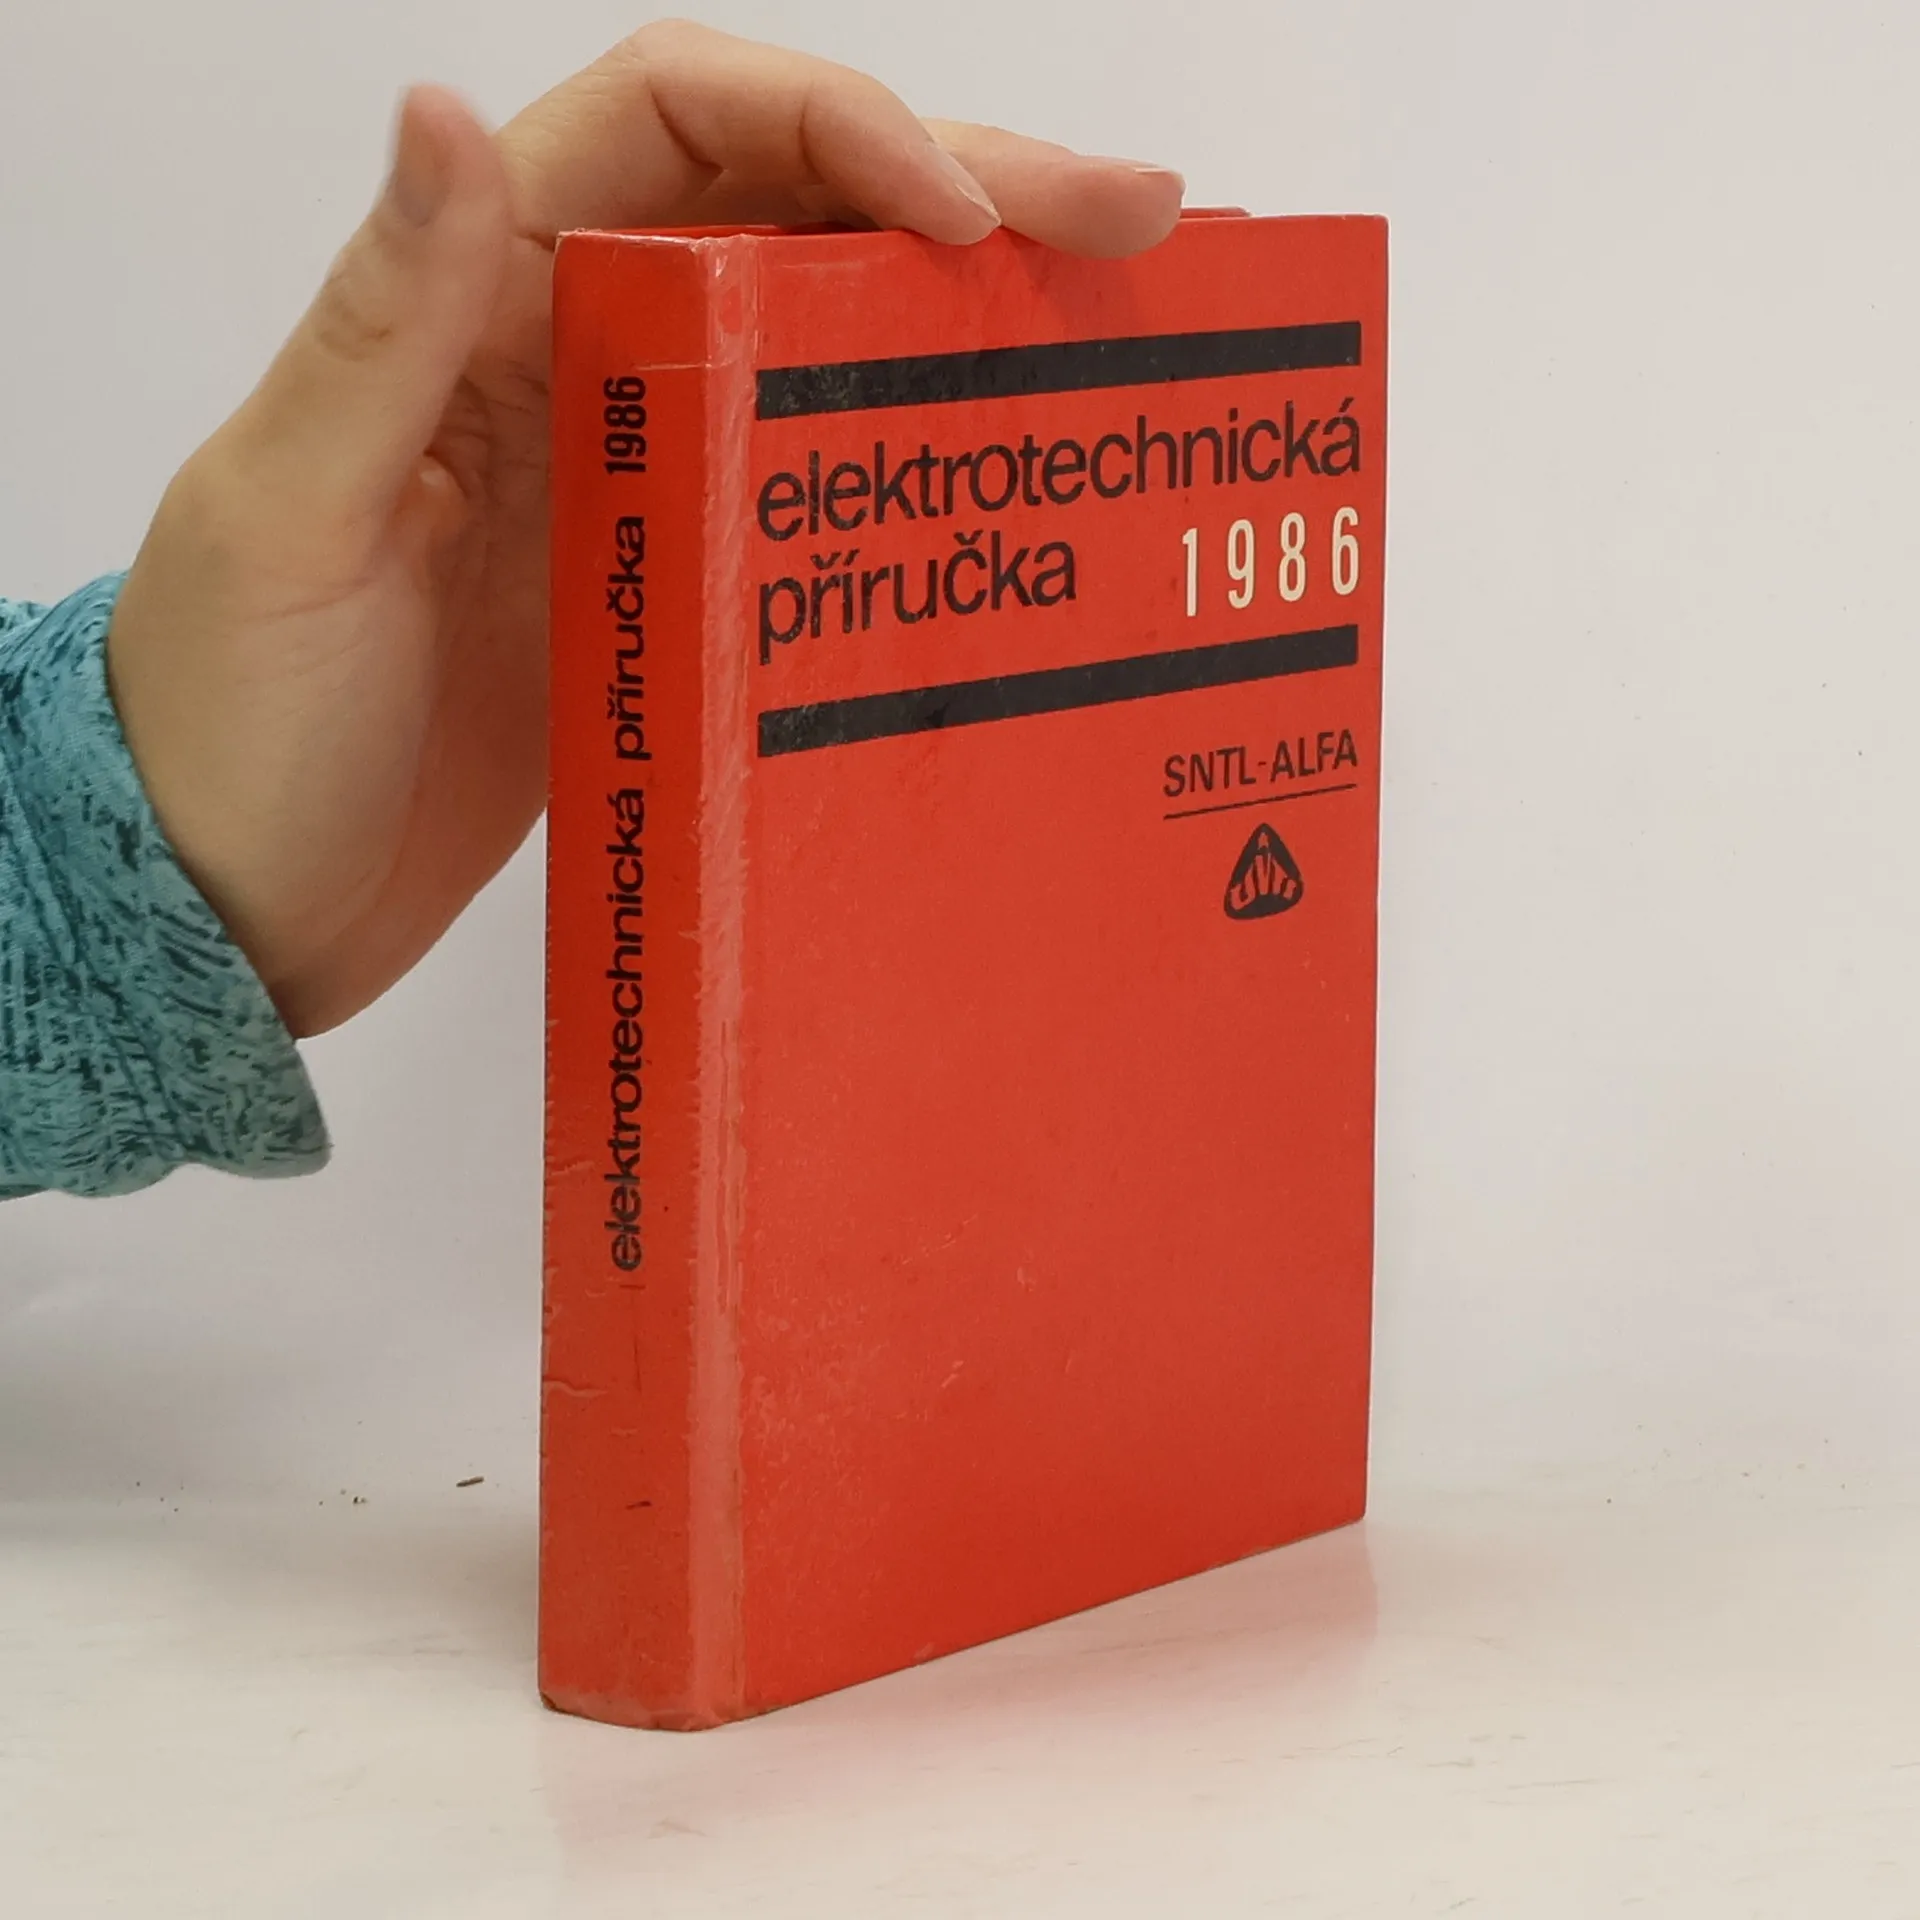 elektrotechnická příručka 1986
elektrotechnická
příručka 1986
SNTL-ALFA